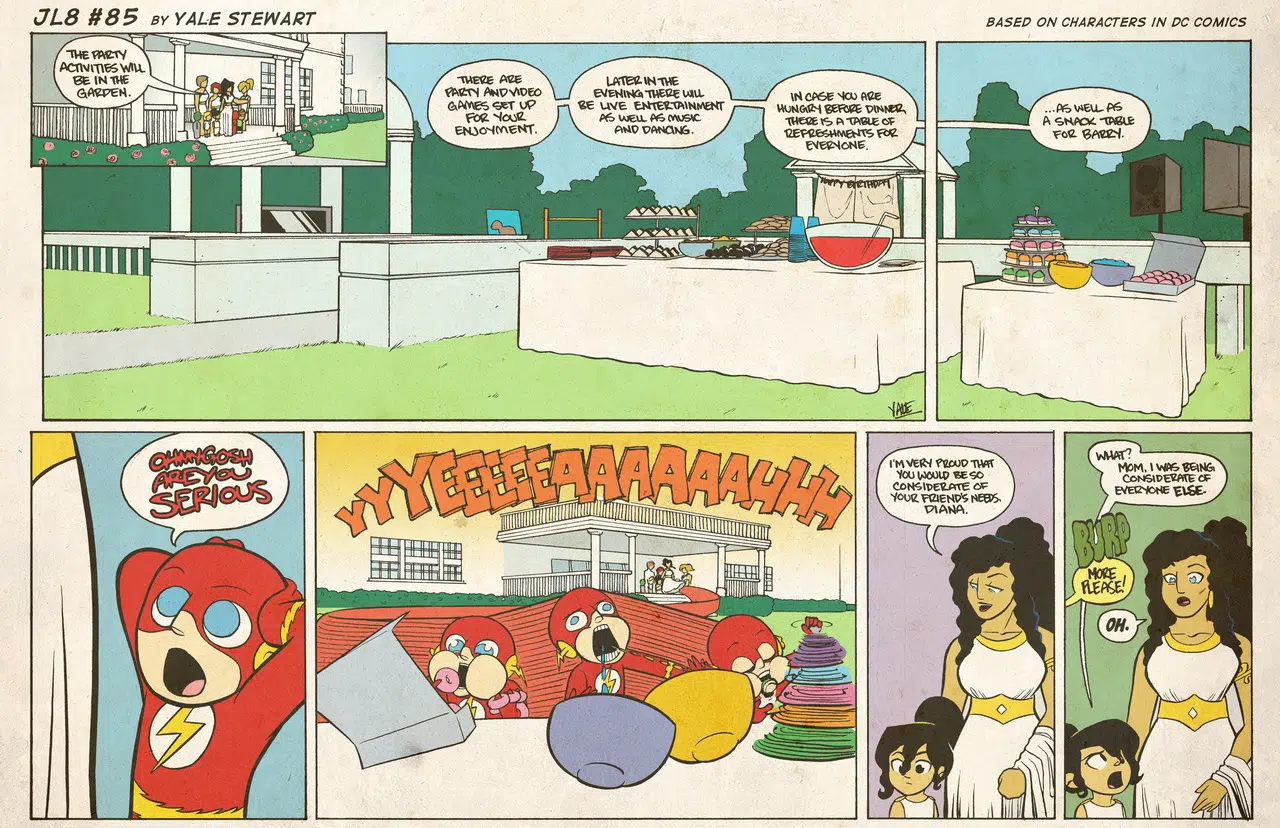 JL8 #85 BY YALE STEWART
BASED ON CHARACTERS IN DC COMICS
THE PARTY
ACTIVITIES WILL
BE IN THE
GARDEN.
THERE ARE
PARTY AND VIDEO
GAMES SET UP
FOR YOUR
ENJOYMENT.
LATER IN THE
EVENING THERE WILL
BE LIVE ENTERTAINMENT
AS WELL AS MUSIC
AND DANCING.
IN CASE YOU ARE
HUNGRY BEFORE DINNER,
THERE IS A TABLE OF
REFRESHMENTS FOR
EVERYONE.
HAPPY BIRTHDAY
YALE
...AS WELL AS
A SNACK TABLE
FOR BARRY.
OHMYGOSH
ARE YOU
SERIOUS
YYYEEEEEEAAAAAAAUHHH
I'M VERY PROUD THAT
YOU WOULD BE SO
CONSIDERATE OF
YOUR FRIEND'S NEEDS,
DIANA.
WHAT?
MOM, I WAS BEING
CONSIDERATE OF
EVERYONE ELSE.
BURP
MORE
PLEASE!
OH.